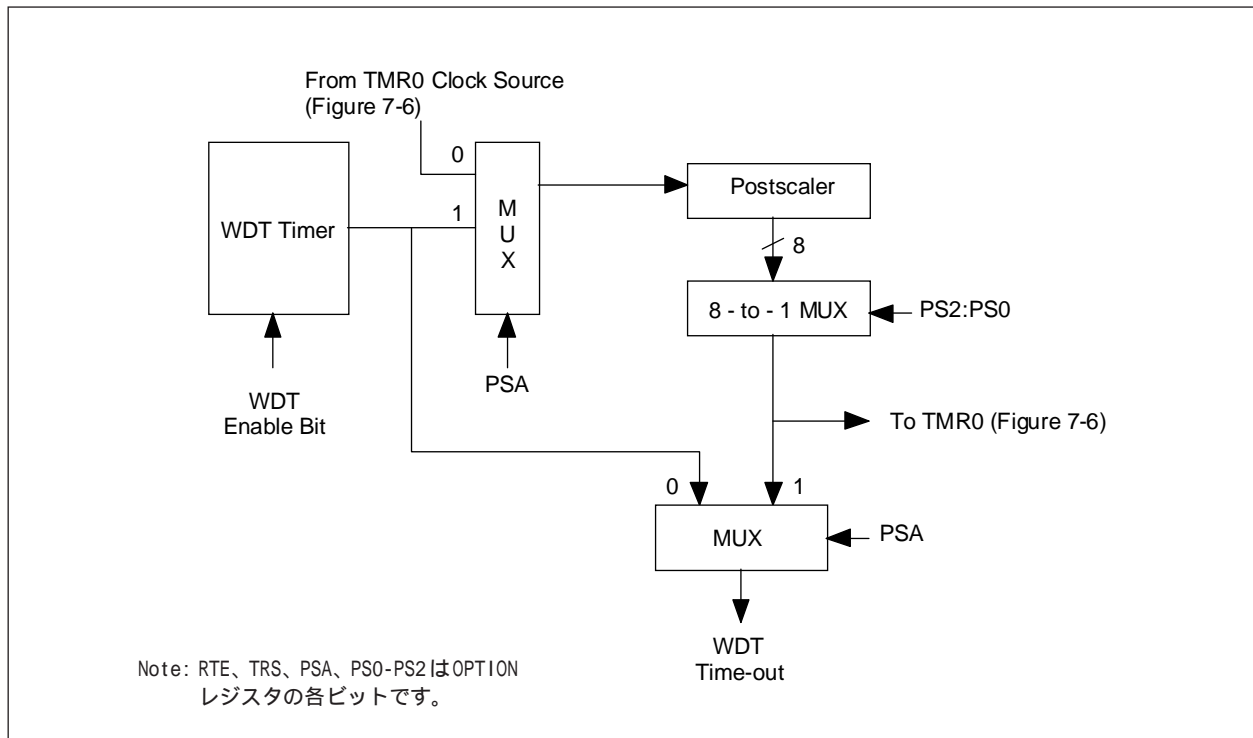 From TMR0 Clock Source
(Figure 7-6)
0
1
WDT Timer
M
U
X
Postscaler
8
8 - to - 1 MUX
PS2:PS0
WDT
Enable Bit
PSA
To TMR0 (Figure 7-6)
0
1
MUX
PSA
WDT
Time-out
Note: RTE、TRS、PSA、PS0-PS2はOPTION
レジスタの各ビットです。